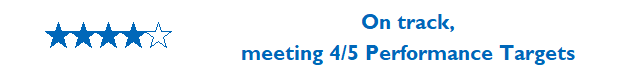 On track,
meeting 4/5 Performance Targets